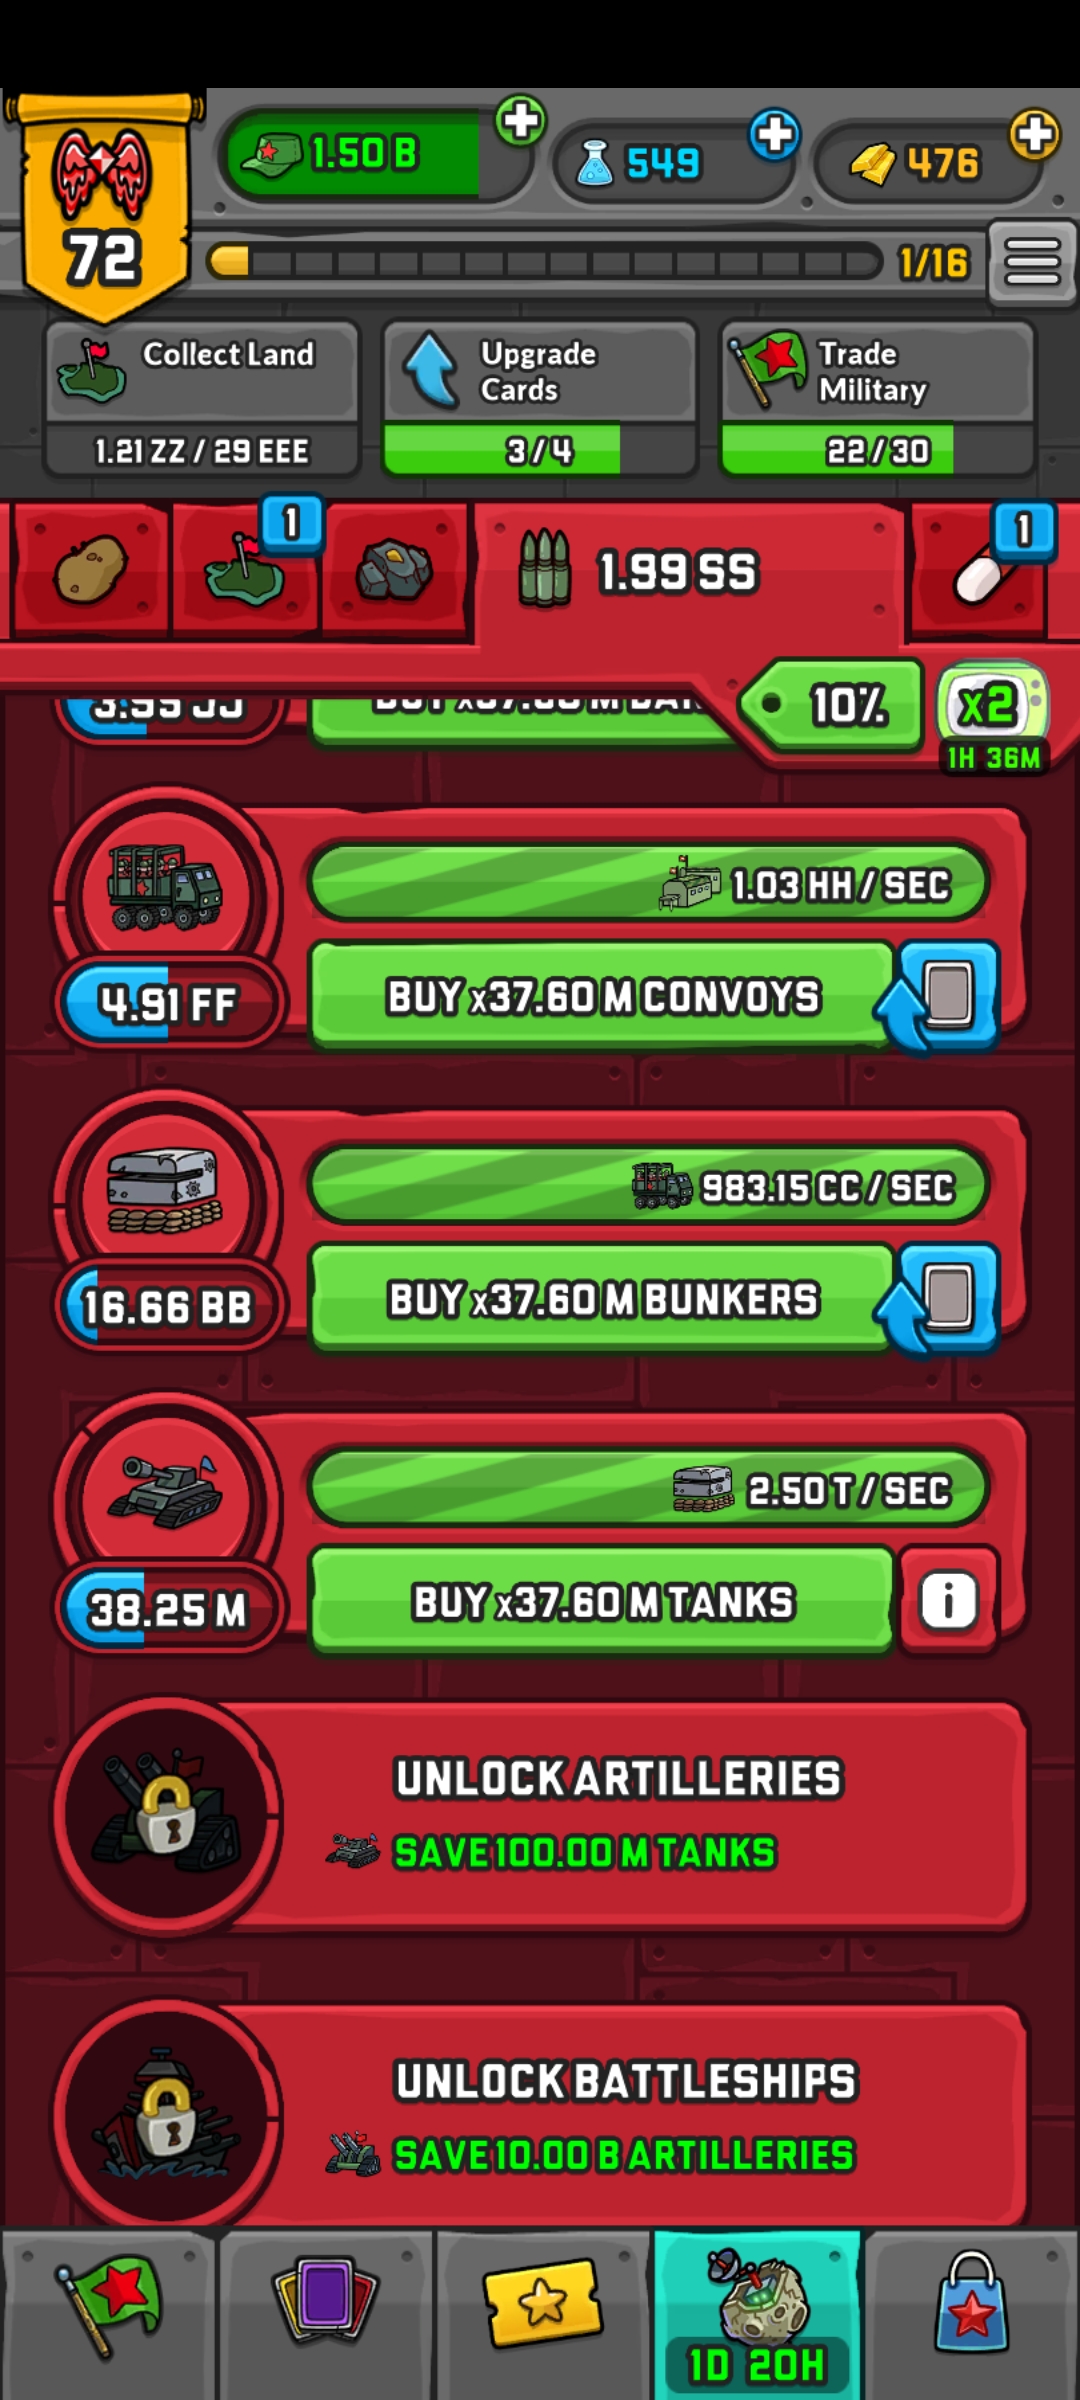 1.50 B
549
476
72
1/16
Collect Land
1.21 ZZ / 29 EEE
Upgrade
Cards
3/4
Trade
Military
22/30
1
1.99 SS
1
10%
x2
1H 36M
1.03 HH / SEC
4.91 FF
BUY x37.60 M CONVOYS
983.15 CC / SEC
16.66 BB
BUY x37.60 M BUNKERS
2.50 T / SEC
38.25 M
BUY x37.60 M TANKS
i
UNLOCK ARTILLERIES
SAVE 100.00 M TANKS
UNLOCK BATTLESHIPS
SAVE 10.00 B ARTILLERIES
1D 20H